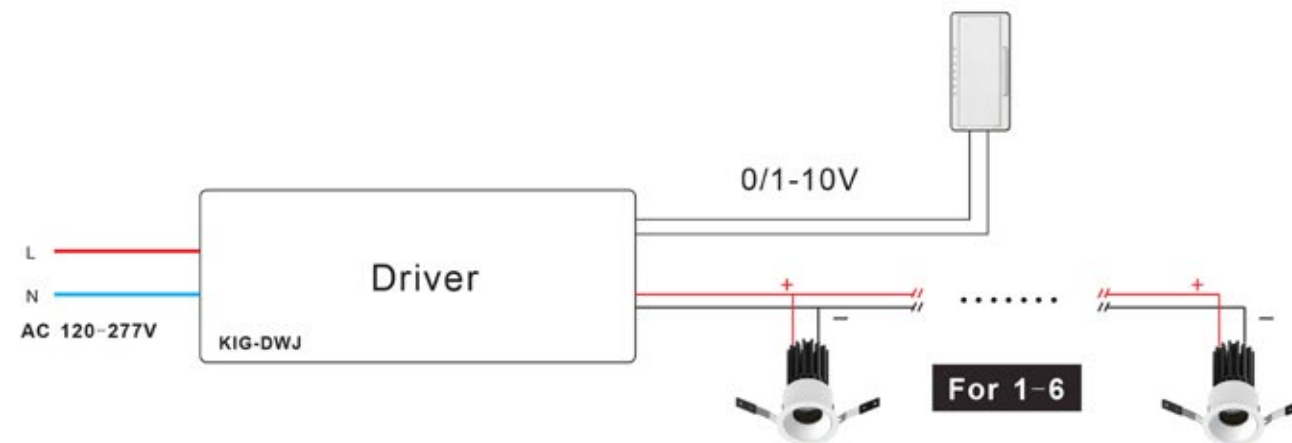 0/1-10V
L
Driver
N
+
+
AC 120-277V
KIG-DWJ
−
.......
−
For 1-6